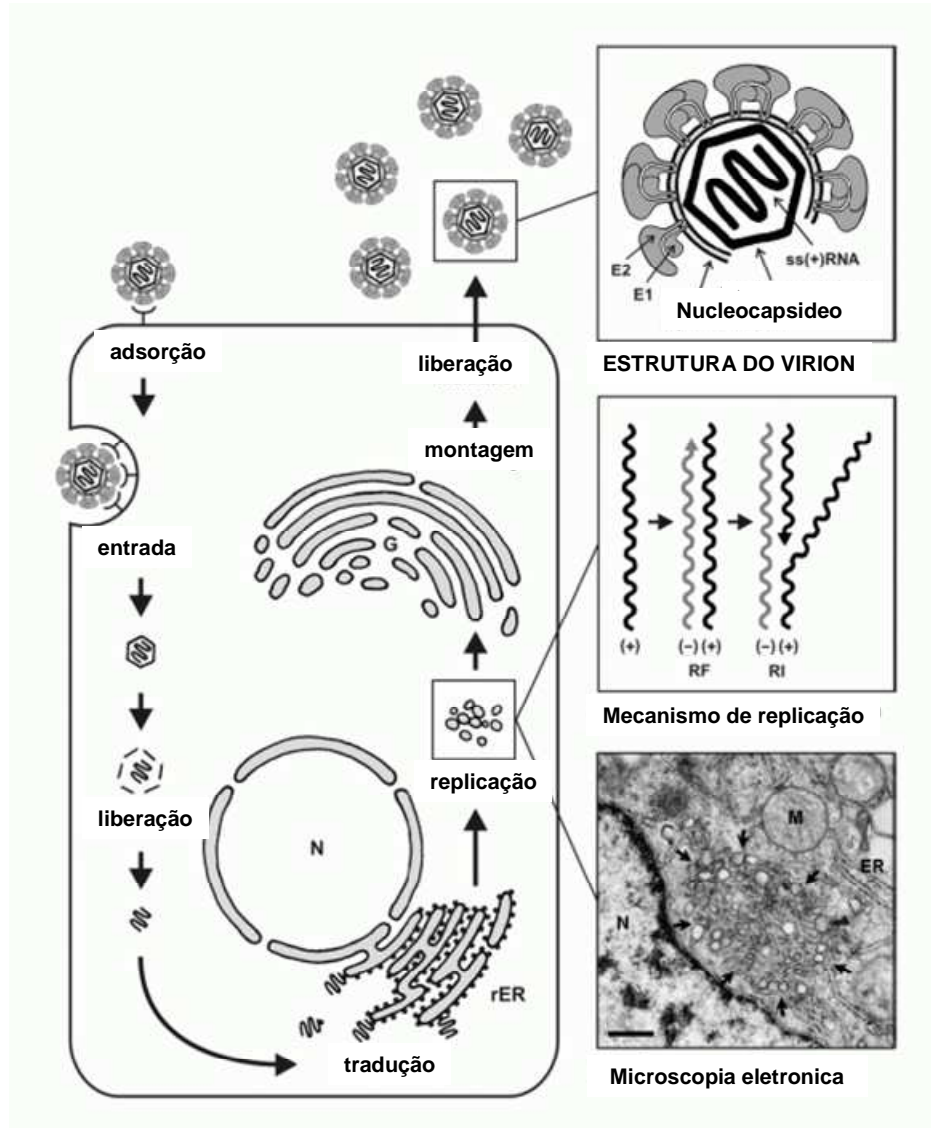 adsorção
entrada
liberação
tradução
rER
N
replicação
G
montagem
liberação
E2
E1
ss(+)RNA
Nucleocapsideo
ESTRUTURA DO VIRION
(+)
(−) (+)
(−) (+)
RF
RI
Mecanismo de replicação
M
ER
N
Microscopia eletronica